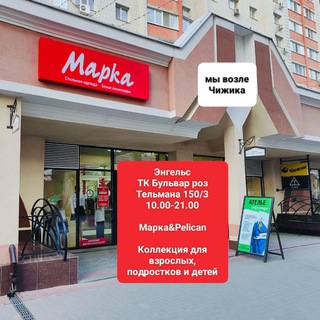 Марка
Стильная одежда
мы возле
Чижика
Энгельс
ТК Бульвар роз
Тельмана 150/3
10.00-21.00
Марка&Pelican
Коллекция для
взрослых,
подростков и детей
АТЕЛЬЕ